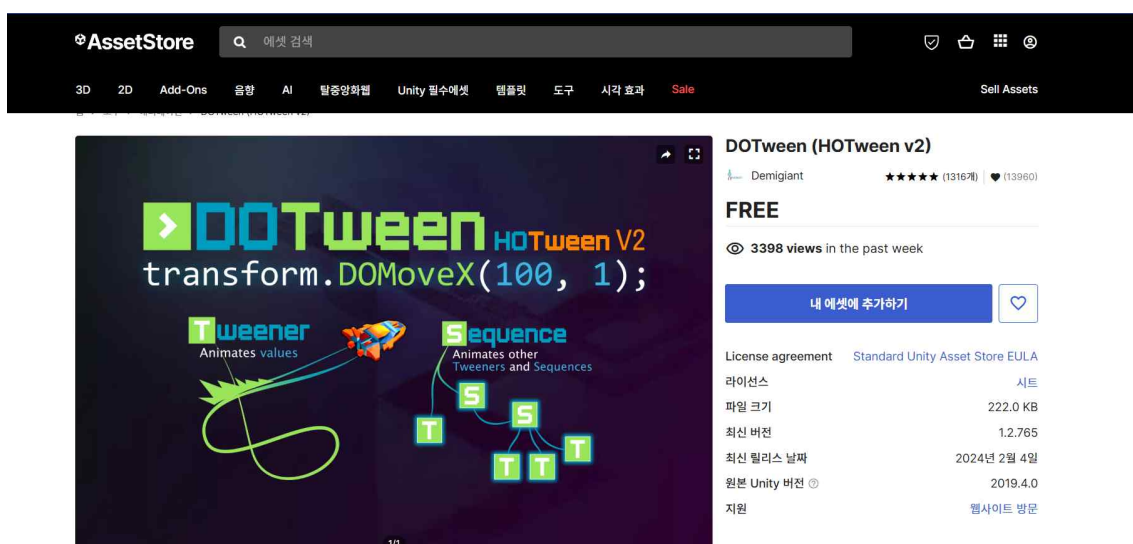 AssetStore
에셋 검색
3D 2D Add-Ons 음향 AI 탈중앙화웹 Unity 필수에셋 템플릿 도구 시각 효과 Sale Sell Assets
DOTween (HOTween v2)
DOTween HOTween V2
transform.DOMoveX(100, 1);
Tweener
Animates values
Sequence
Animates other
Tweeners and Sequences
S
S S
T T T T
1/1
DOTween (HOTween v2)
Demigiant ★★★★★ (1316개) (13960)
FREE
3398 views in the past week
내 에셋에 추가하기
License agreement Standard Unity Asset Store EULA
라이선스 시트
파일 크기 222.0 KB
최신 버전 1.2.765
최신 릴리스 날짜 2024년 2월 4일
원본 Unity 버전 2019.4.0
지원 웹사이트 방문